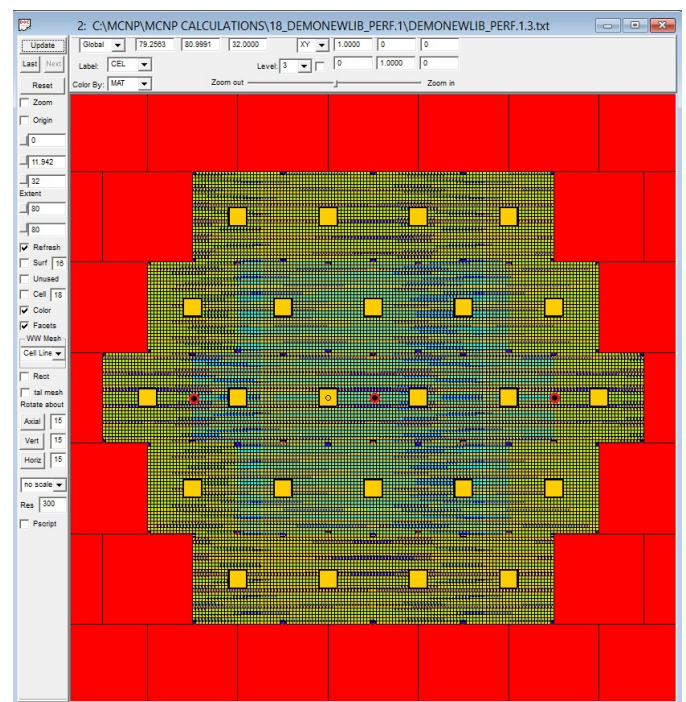 2: C:\MCNP\MCNP CALCULATIONS\18_DEMONEWLIB_PERF.1\DEMONEWLIB_PERF.1.3.txt
Update Global 79.2563 80.9991 32.0000 XY 1.0000 0 0
Last Next Label: CEL Level: 3 0 1.0000 0
Reset Color By: MAT Zoom out Zoom in
Zoom
Origin
0
11.942
32
Extent
80
80
Refresh
Surf 16
Unused
Cell 18
Color
Facets
WW Mesh
Cell Line
Rect
tal mesh
Rotate about
Axial 15
Vert 15
Horiz 15
no scale
Res 300
Pscript